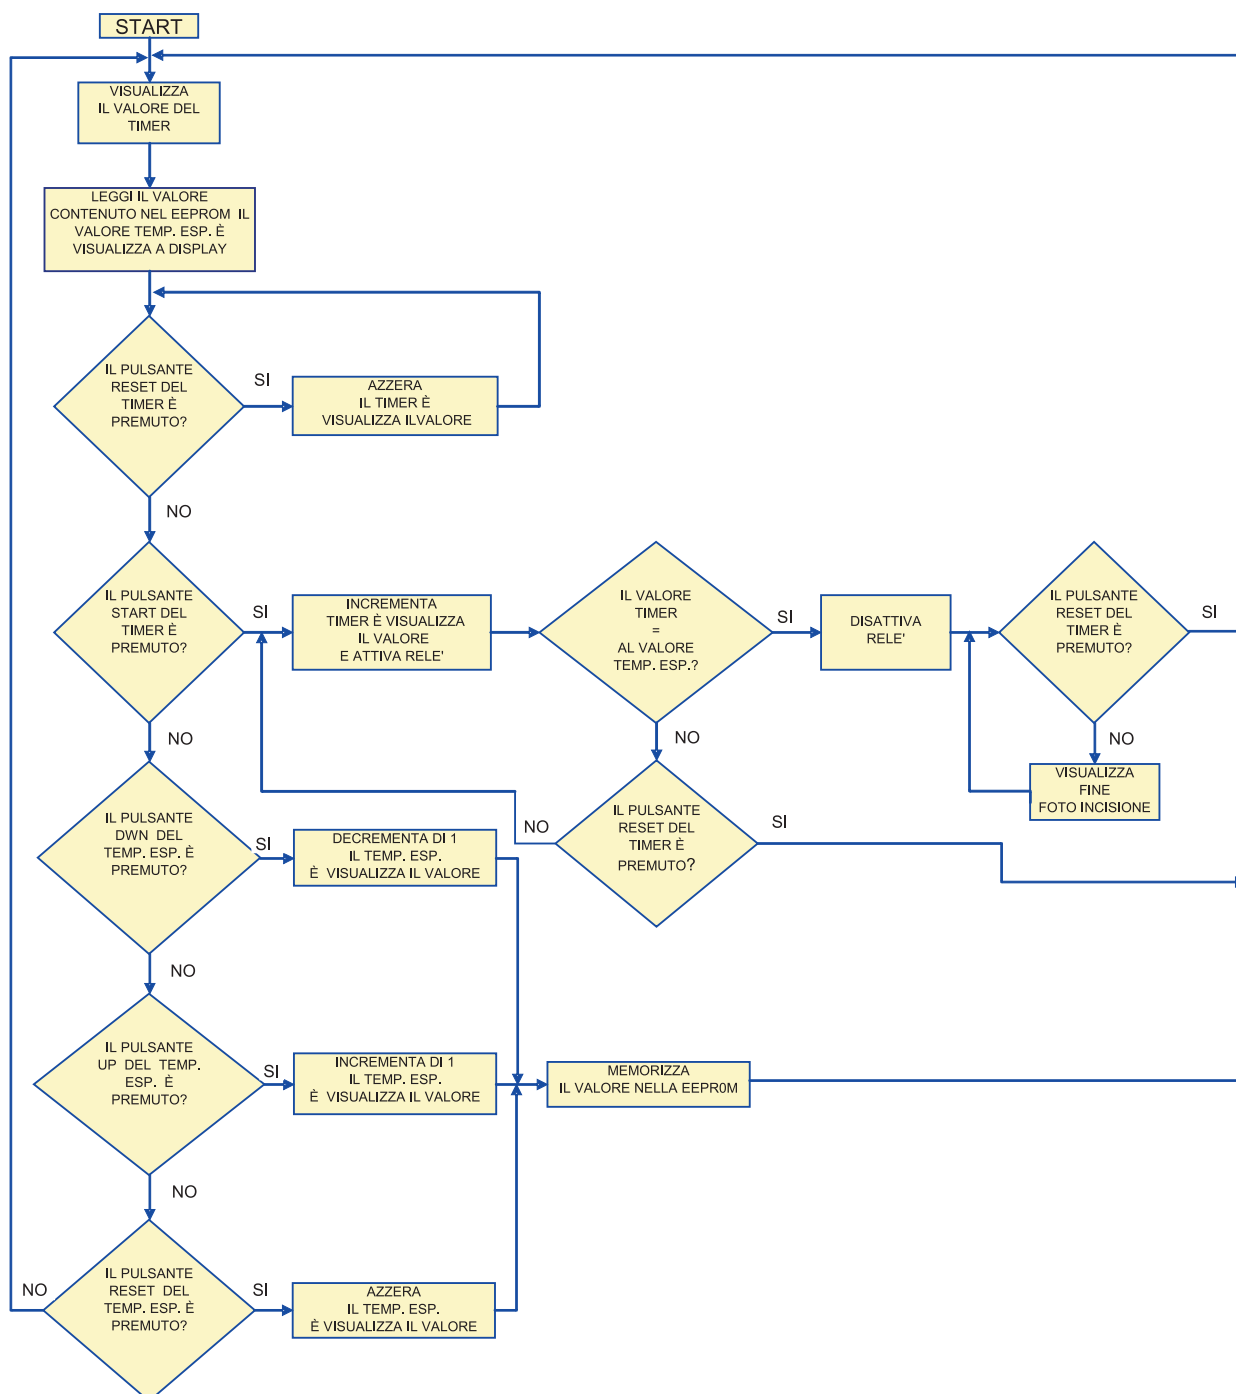 START
VISUALIZZA
IL VALORE DEL
TIMER
LEGGI IL VALORE
CONTENUTO NEL EEPROM IL
VALORE TEMP. ESP. È
VISUALIZZA A DISPLAY
IL PULSANTE
RESET DEL
TIMER È
PREMUTO?
SI
AZZERA
IL TIMER È
VISUALIZZA ILVALORE
NO
IL PULSANTE
START DEL
TIMER È
PREMUTO?
SI
INCREMENTA
TIMER È VISUALIZZA
IL VALORE
E ATTIVA RELE'
IL VALORE
TIMER
=
AL VALORE
TEMP. ESP.?
SI
DISATTIVA
RELE'
IL PULSANTE
RESET DEL
TIMER È
PREMUTO?
SI
NO
NO
NO
VISUALIZZA
FINE
FOTO INCISIONE
IL PULSANTE
DWN DEL
TEMP. ESP. È
PREMUTO?
SI
DECREMENTA DI 1
IL TEMP. ESP.
È VISUALIZZA IL VALORE
NO
IL PULSANTE
RESET DEL
TIMER È
PREMUTO?
SI
NO
IL PULSANTE
UP DEL TEMP.
ESP. È
PREMUTO?
SI
INCREMENTA DI 1
IL TEMP. ESP.
È VISUALIZZA IL VALORE
MEMORIZZA
IL VALORE NELLA EEPR0M
NO
IL PULSANTE
RESET DEL
TEMP. ESP. È
PREMUTO?
NO
SI
AZZERA
IL TEMP. ESP.
È VISUALIZZA IL VALORE